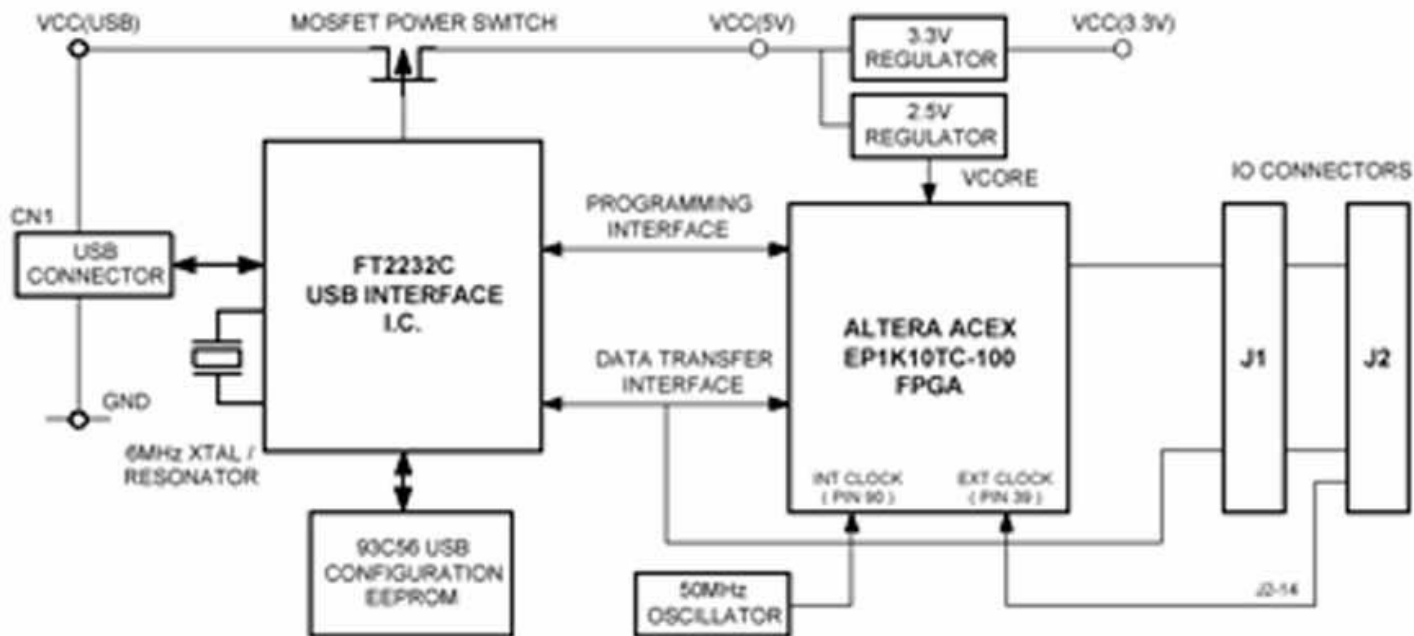 VCC(USB)
MOSFET POWER SWITCH
VCC(5V)
3.3V
REGULATOR
VCC(3.3V)
2.5V
REGULATOR
VCORE
IO CONNECTORS
CN1
USB
CONNECTOR
PROGRAMMING
INTERFACE
FT2232C
USB INTERFACE
I.C.
ALTERA ACEX
EP1K10TC-100
FPGA
J1
J2
DATA TRANSFER
INTERFACE
GND
6MHz XTAL /
RESONATOR
INT CLOCK
( PIN 90 )
EXT CLOCK
( PIN 39 )
93C56 USB
CONFIGURATION
EEPROM
50MHz
OSCILLATOR
J2-14